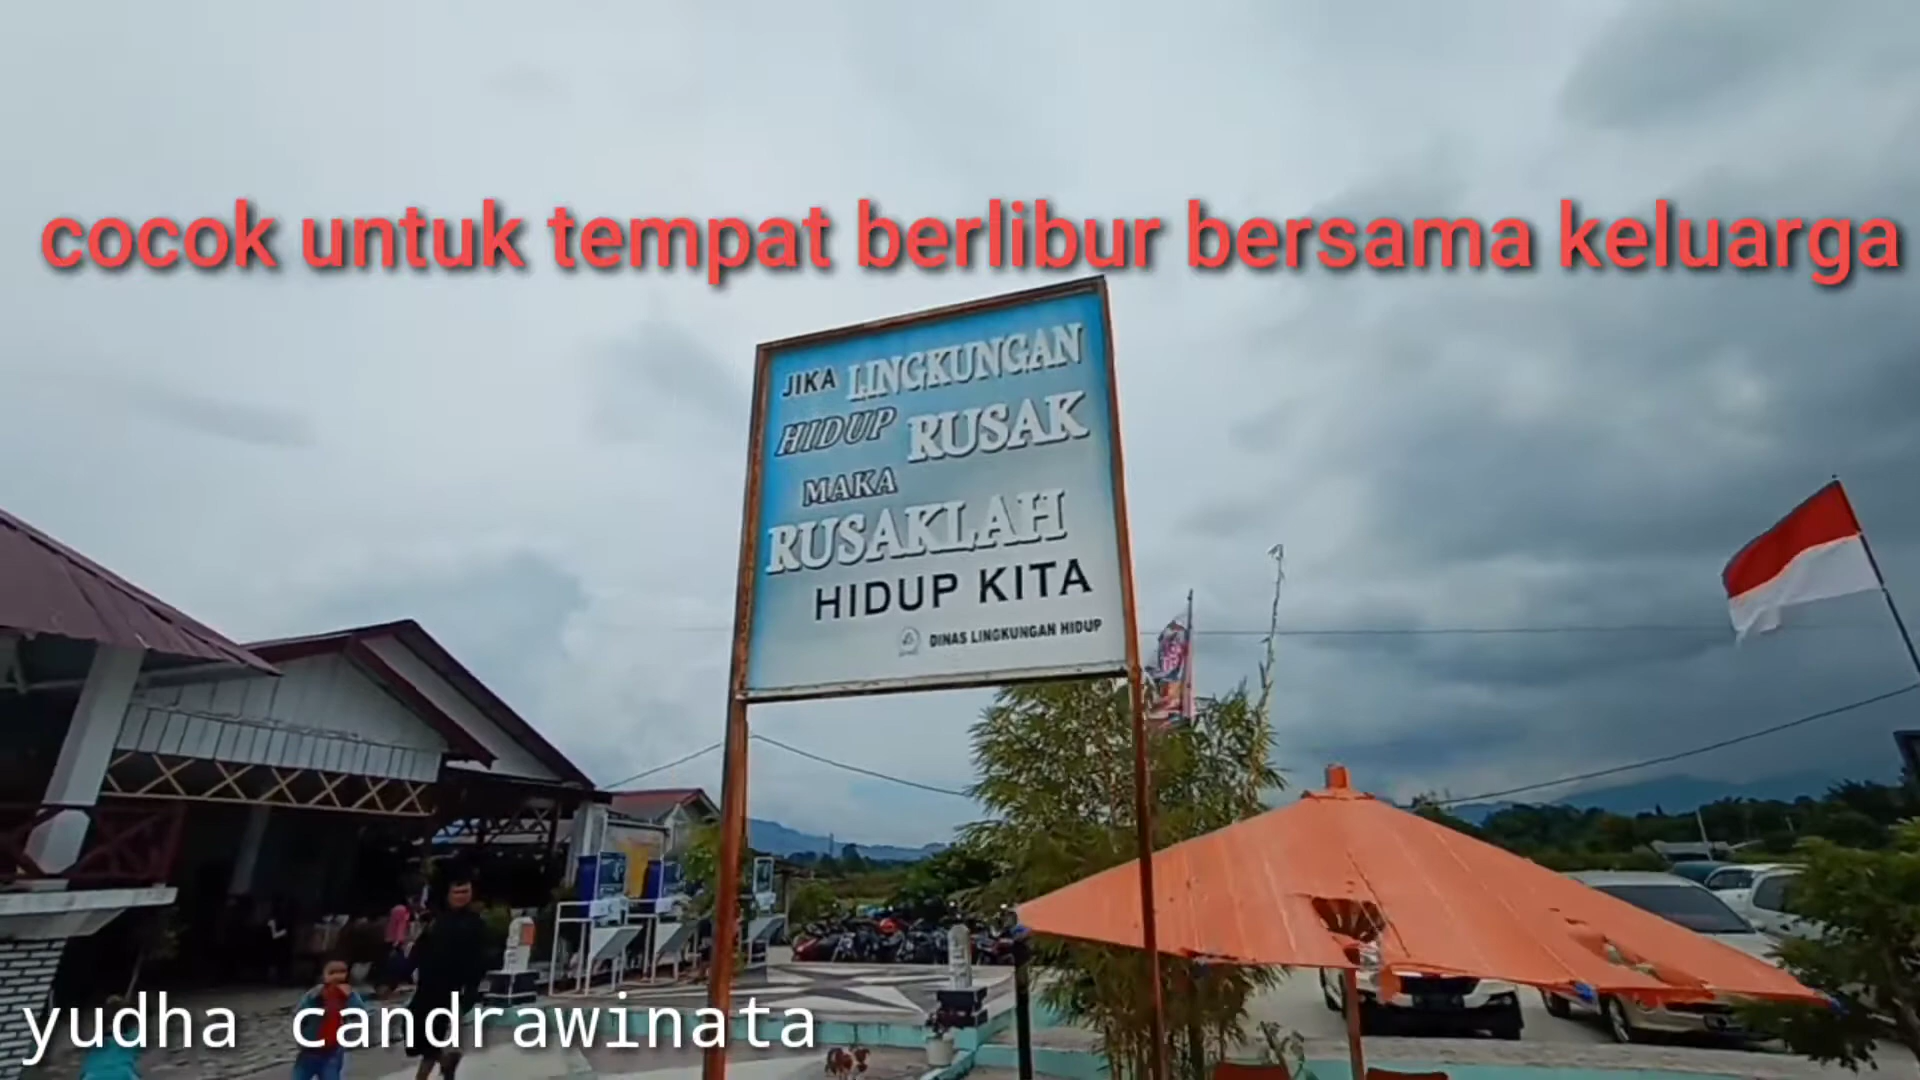 cocok untuk tempat berlibur bersama keluarga
JIKA LINGKUNGAN
HIDUP RUSAK
MAKA
RUSAKLAH
HIDUP KITA
DINAS LINGKUNGAN HIDUP
yudha candrawinata